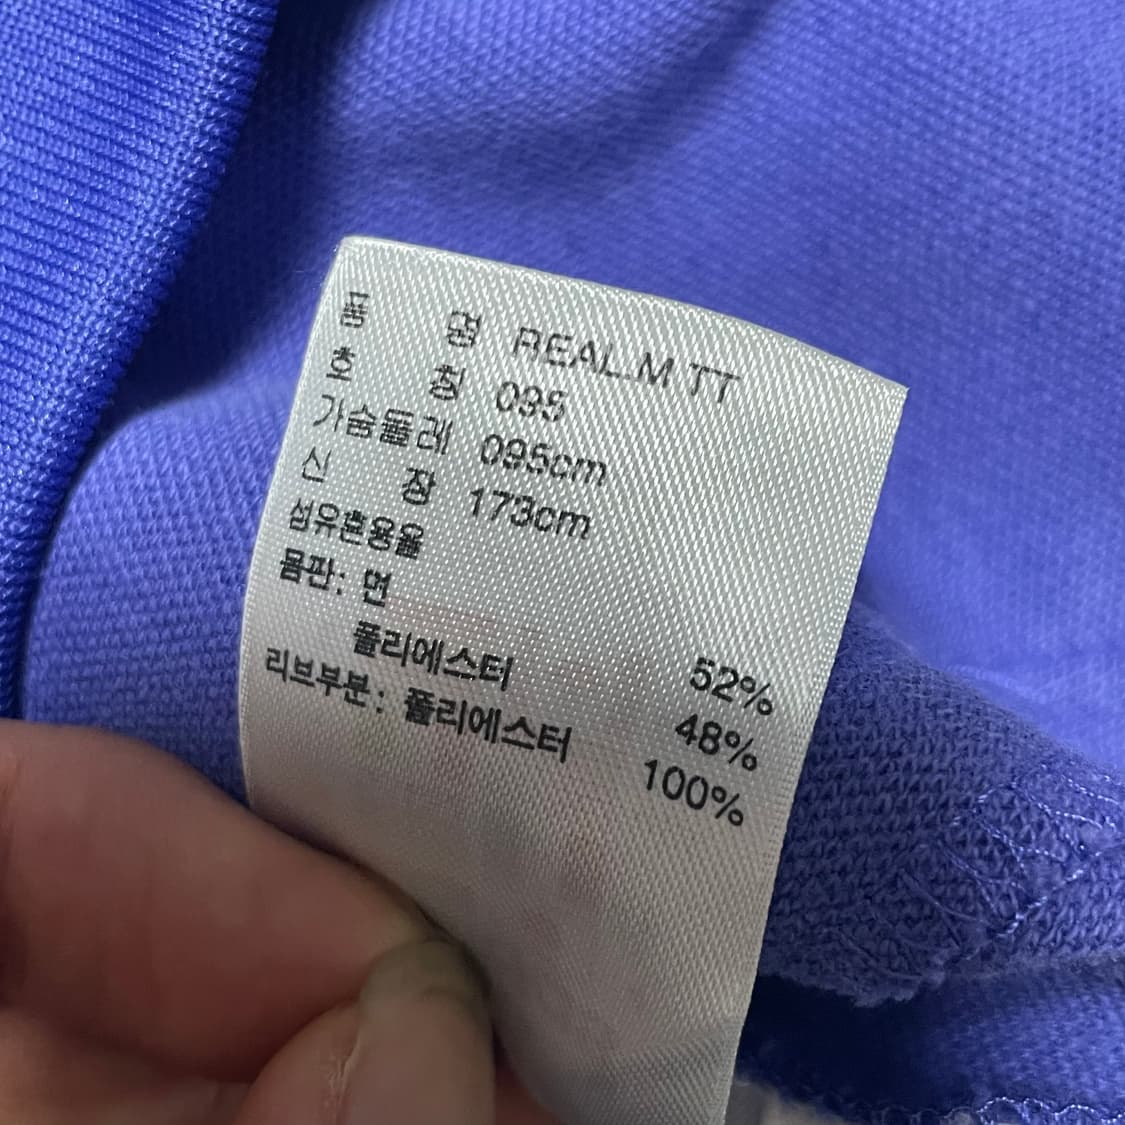 품 명 REAL.M TT
호 칭 095
가슴둘레 095cm
신 장 173cm
섬유혼용율
몸판: 면 52%
폴리에스터 48%
리브부분: 폴리에스터 100%